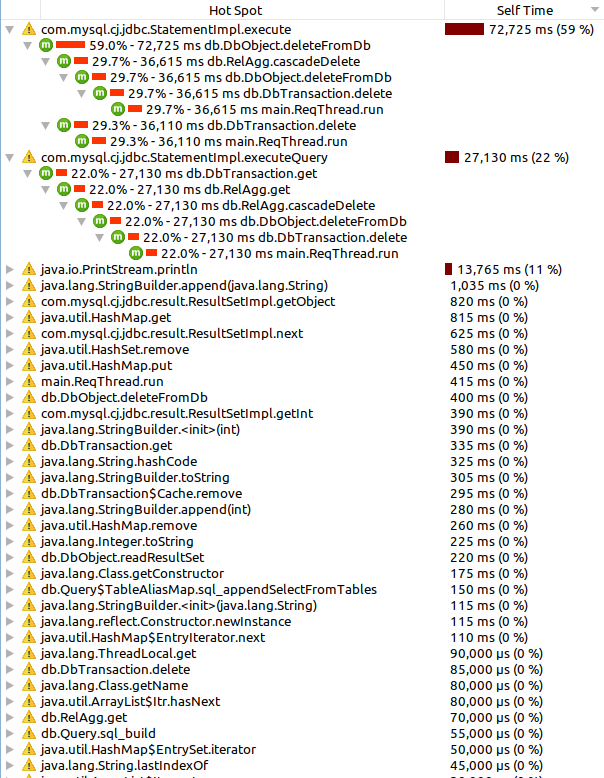 Hot Spot Self Time
com.mysql.cj.jdbc.StatementImpl.execute 72,725 ms (59 %)
m 59.0% - 72,725 ms db.DbObject.deleteFromDb
m 29.7% - 36,615 ms db.RelAgg.cascadeDelete
m 29.7% - 36,615 ms db.DbObject.deleteFromDb
m 29.7% - 36,615 ms db.DbTransaction.delete
m 29.7% - 36,615 ms main.ReqThread.run
m 29.3% - 36,110 ms db.DbTransaction.delete
m 29.3% - 36,110 ms main.ReqThread.run
com.mysql.cj.jdbc.StatementImpl.executeQuery 27,130 ms (22 %)
m 22.0% - 27,130 ms db.DbTransaction.get
m 22.0% - 27,130 ms db.RelAgg.get
m 22.0% - 27,130 ms db.RelAgg.cascadeDelete
m 22.0% - 27,130 ms db.DbObject.deleteFromDb
m 22.0% - 27,130 ms db.DbTransaction.delete
m 22.0% - 27,130 ms main.ReqThread.run
java.io.PrintStream.println 13,765 ms (11 %)
java.lang.StringBuilder.append(java.lang.String) 1,035 ms (0 %)
com.mysql.cj.jdbc.result.ResultSetImpl.getObject 820 ms (0 %)
java.util.HashMap.get 815 ms (0 %)
com.mysql.cj.jdbc.result.ResultSetImpl.next 625 ms (0 %)
java.util.HashSet.remove 580 ms (0 %)
java.util.HashMap.put 450 ms (0 %)
main.ReqThread.run 415 ms (0 %)
db.DbObject.deleteFromDb 400 ms (0 %)
com.mysql.cj.jdbc.result.ResultSetImpl.getInt 390 ms (0 %)
java.lang.StringBuilder.<init>(int) 390 ms (0 %)
db.DbTransaction.get 335 ms (0 %)
java.lang.String.hashCode 325 ms (0 %)
java.lang.StringBuilder.toString 305 ms (0 %)
db.DbTransaction$Cache.remove 295 ms (0 %)
java.lang.StringBuilder.append(int) 280 ms (0 %)
java.util.HashMap.remove 260 ms (0 %)
java.lang.Integer.toString 225 ms (0 %)
db.DbObject.readResultSet 220 ms (0 %)
java.lang.Class.getConstructor 175 ms (0 %)
db.Query$TableAliasMap.sql_appendSelectFromTables 150 ms (0 %)
java.lang.StringBuilder.<init>(java.lang.String) 115 ms (0 %)
java.lang.reflect.Constructor.newInstance 115 ms (0 %)
java.util.HashMap$EntryIterator.next 110 ms (0 %)
java.lang.ThreadLocal.get 90,000 µs (0 %)
db.DbTransaction.delete 85,000 µs (0 %)
java.lang.Class.getName 80,000 µs (0 %)
java.util.ArrayList$Itr.hasNext 80,000 µs (0 %)
db.RelAgg.get 70,000 µs (0 %)
db.Query.sql_build 55,000 µs (0 %)
java.util.HashMap$EntrySet.iterator 50,000 µs (0 %)
java.lang.String.lastIndexOf 45,000 µs (0 %)